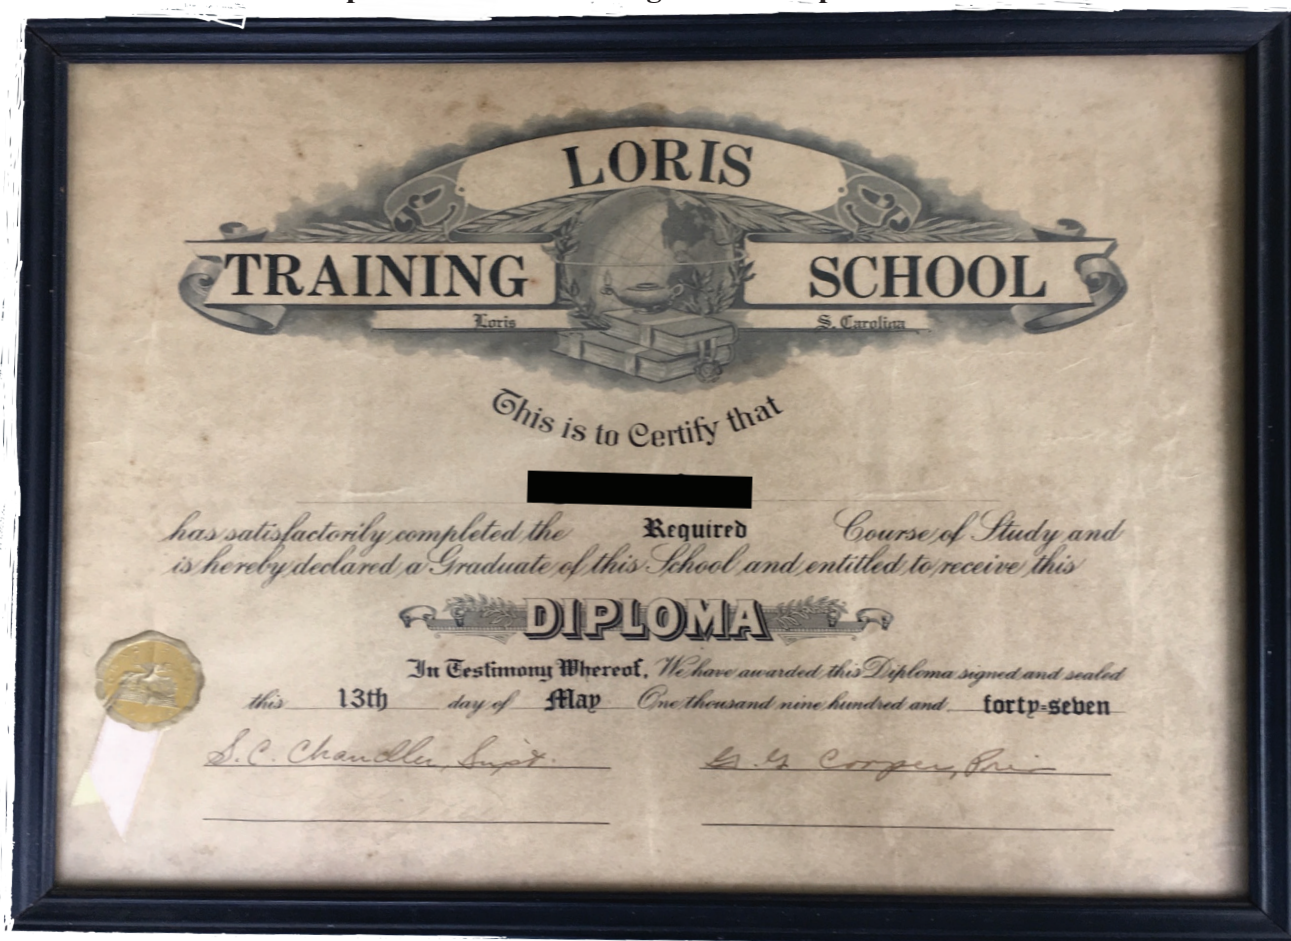 LORIS
TRAINING SCHOOL
Loris S. Carolina
This is to Certify that
has satisfactorily completed the Required Course of Study and
is hereby declared a Graduate of this School and entitled to receive this
DIPLOMA
In Testimony Whereof, We have awarded this Diploma signed and sealed
this 13th day of May One thousand nine hundred and forty=seven
S. C. Chandler, Supt. G. G. Cooper, Prin